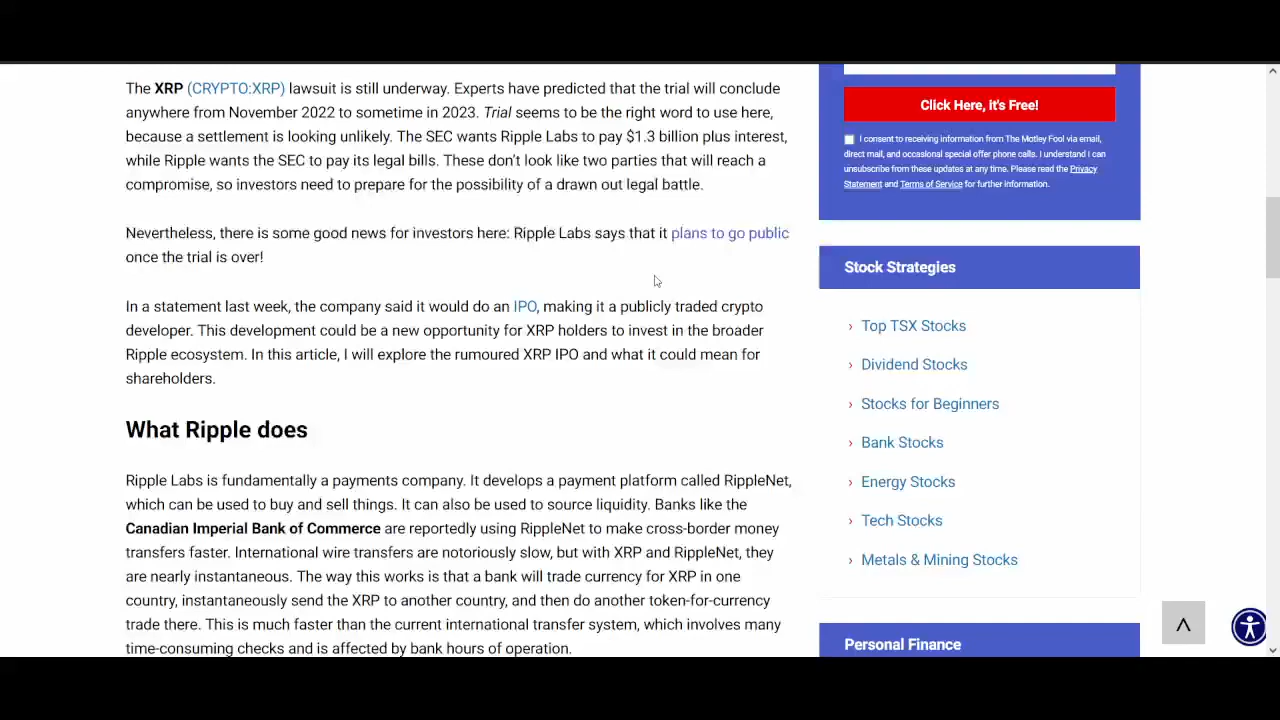 The XRP (CRYPTO:XRP) lawsuit is still underway. Experts have predicted that the trial will conclude
anywhere from November 2022 to sometime in 2023. Trial seems to be the right word to use here,
because a settlement is looking unlikely. The SEC wants Ripple Labs to pay $1.3 billion plus interest,
while Ripple wants the SEC to pay its legal bills. These don't look like two parties that will reach a
compromise, so investors need to prepare for the possibility of a drawn out legal battle.
Nevertheless, there is some good news for investors here: Ripple Labs says that it plans to go public
once the trial is over!
In a statement last week, the company said it would do an IPO, making it a publicly traded crypto
developer. This development could be a new opportunity for XRP holders to invest in the broader
Ripple ecosystem. In this article, I will explore the rumoured XRP IPO and what it could mean for
shareholders.
What Ripple does
Ripple Labs is fundamentally a payments company. It develops a payment platform called RippleNet,
which can be used to buy and sell things. It can also be used to source liquidity. Banks like the
Canadian Imperial Bank of Commerce are reportedly using RippleNet to make cross-border money
transfers faster. International wire transfers are notoriously slow, but with XRP and RippleNet, they
are nearly instantaneous. The way this works is that a bank will trade currency for XRP in one
country, instantaneously send the XRP to another country, and then do another token-for-currency
trade there. This is much faster than the current international transfer system, which involves many
time-consuming checks and is affected by bank hours of operation.
Click Here, it's Free!
I consent to receiving information from The Motley Fool via email,
direct mail, and occasional special offer phone calls. I understand I can
unsubscribe from these updates at any time. Please read the Privacy
Statement and Terms of Service for further information.
Stock Strategies
Top TSX Stocks
Dividend Stocks
Stocks for Beginners
Bank Stocks
Energy Stocks
Tech Stocks
Metals & Mining Stocks
Personal Finance